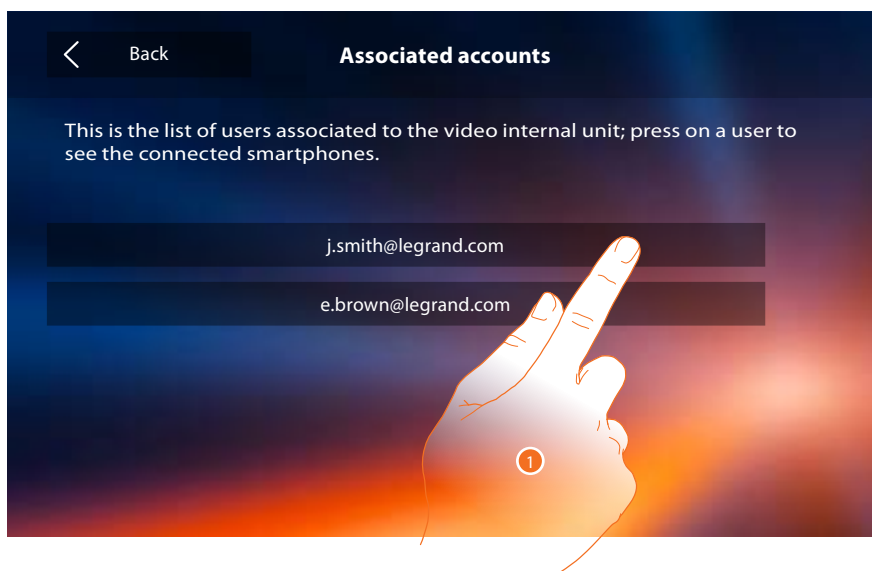 Back
Associated accounts
This is the list of users associated to the video internal unit; press on a user to
see the connected smartphones.
j.smith@legrand.com
e.brown@legrand.com
1